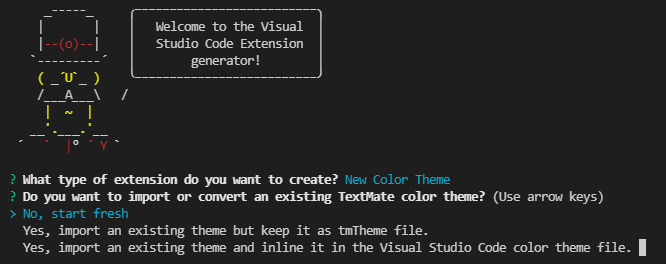 Welcome to the Visual
Studio Code Extension
generator!
? What type of extension do you want to create? New Color Theme
? Do you want to import or convert an existing TextMate color theme? (Use arrow keys)
> No, start fresh
Yes, import an existing theme but keep it as tmTheme file.
Yes, import an existing theme and inline it in the Visual Studio Code color theme file.